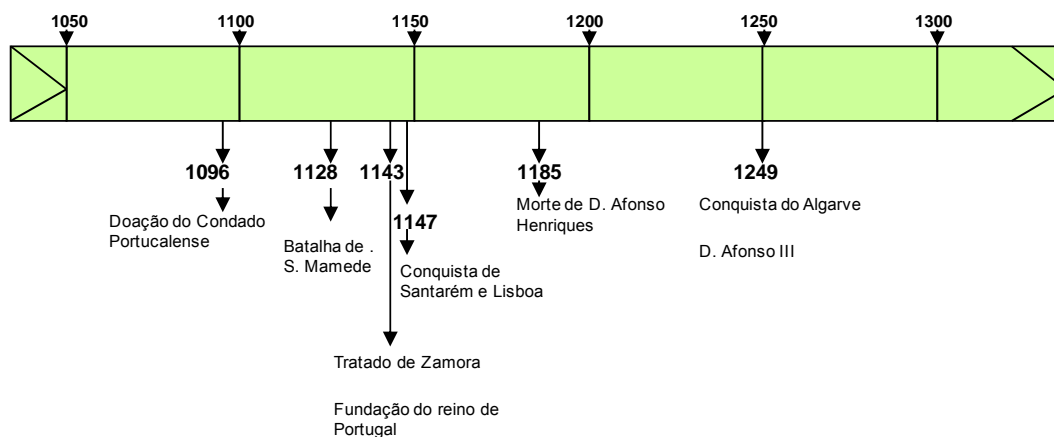 1050 1100 1150 1200 1250 1300
1096 1128 1143 1185 1249
Doação do Condado
Portucalense
Batalha de .
S. Mamede
1147
Conquista de
Santarém e Lisboa
Morte de D. Afonso
Henriques
Conquista do Algarve
D. Afonso III
Tratado de Zamora
Fundação do reino de
Portugal